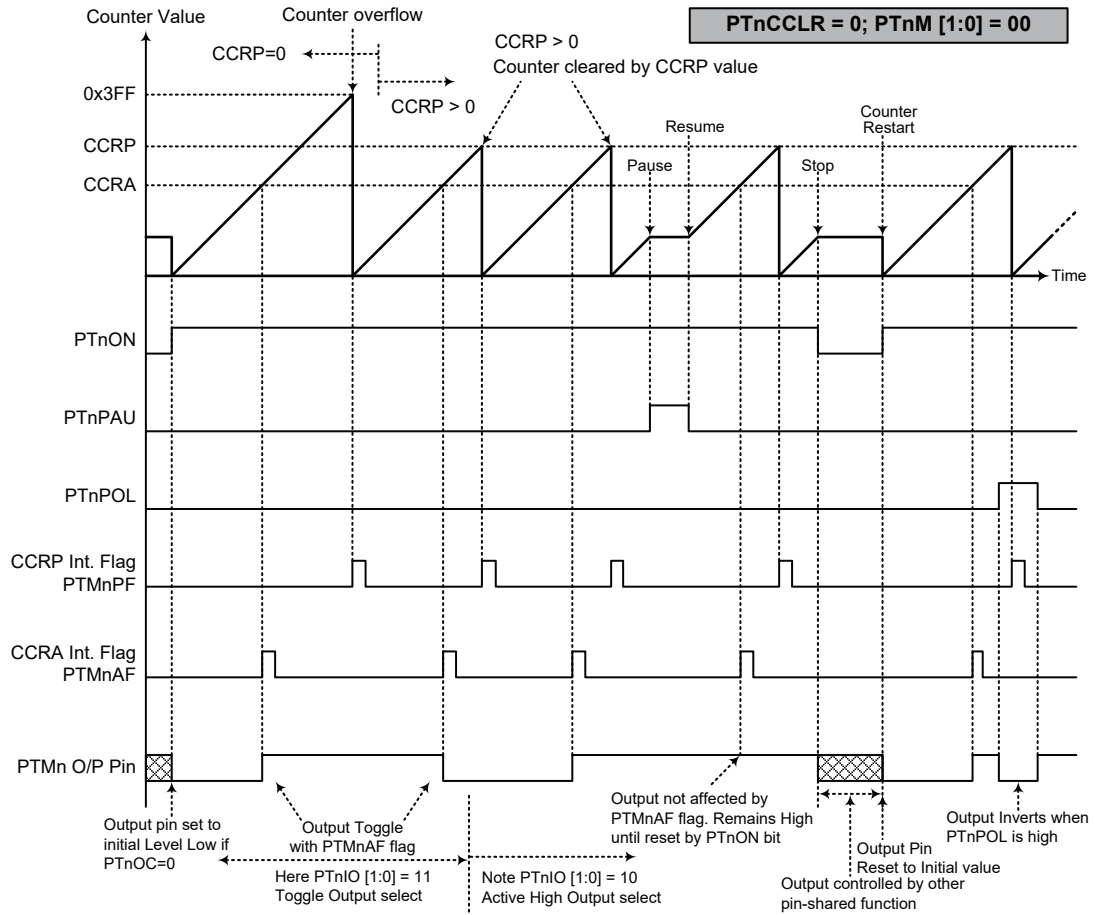 Counter Value
Counter overflow
PTnCCLR = 0; PTnM [1:0] = 00
CCRP=0
CCRP > 0
CCRP > 0
Counter cleared by CCRP value
0x3FF
CCRP
CCRA
Pause
Resume
Stop
Counter
Restart
Time
PTnON
PTnPAU
PTnPOL
CCRP Int. Flag
PTMnPF
CCRA Int. Flag
PTMnAF
PTMn O/P Pin
Output pin set to
initial Level Low if
PTnOC=0
Output Toggle
with PTMnAF flag
Here PTnIO [1:0] = 11
Toggle Output select
Note PTnIO [1:0] = 10
Active High Output select
Output not affected by
PTMnAF flag. Remains High
until reset by PTnON bit
Output Pin
Reset to Initial value
Output controlled by other
pin-shared function
Output Inverts when
PTnPOL is high